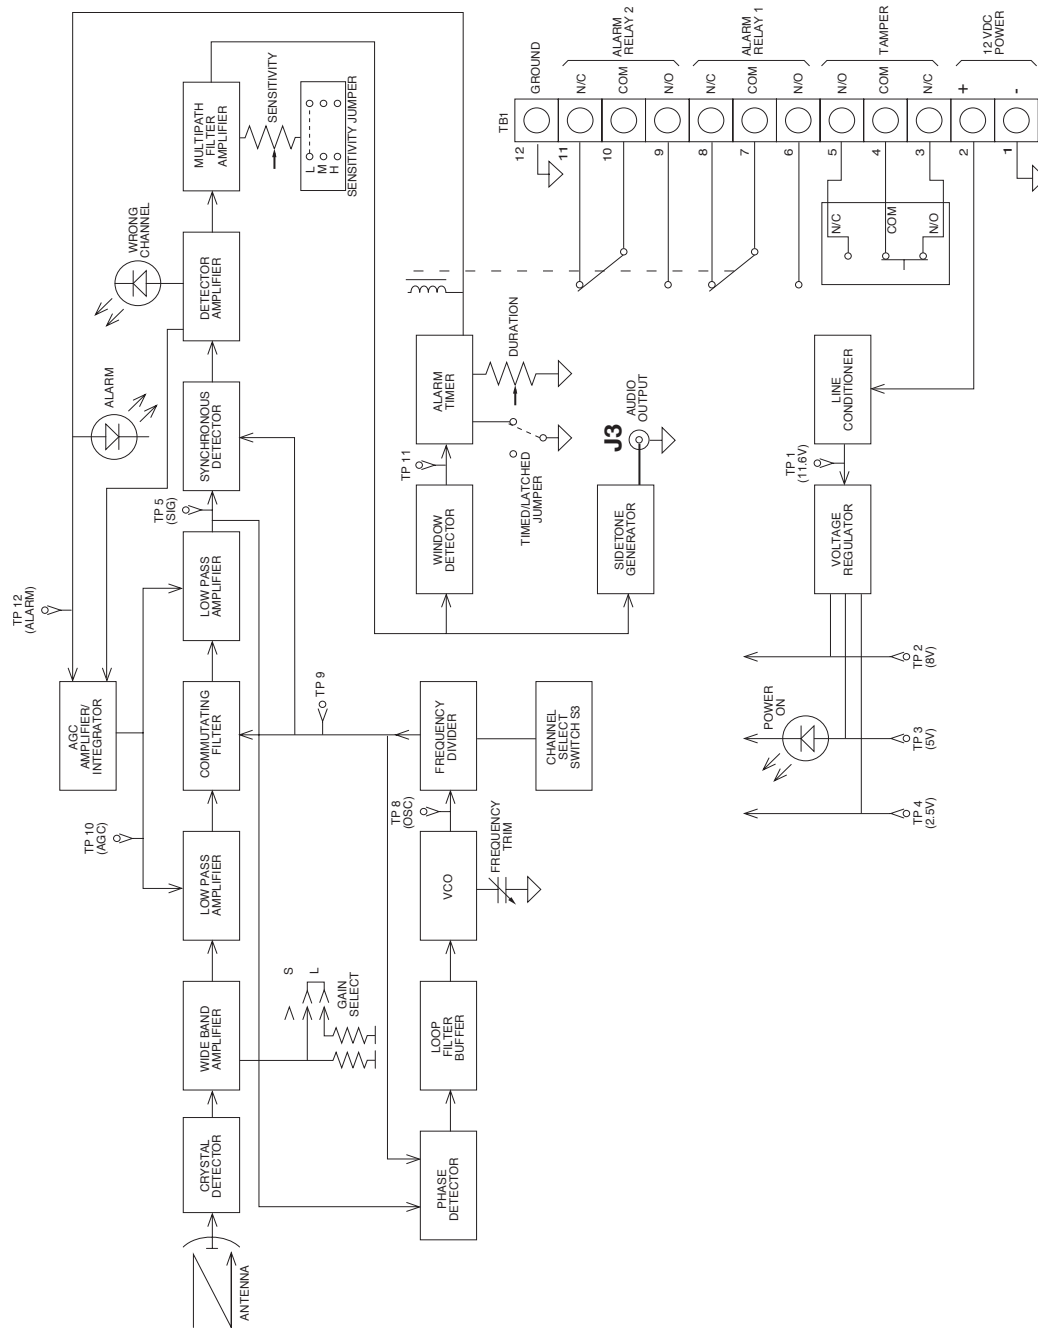 ANTENNA
CRYSTAL
DETECTOR
WIDE BAND
AMPLIFIER
S
L
GAIN
SELECT
LOW PASS
AMPLIFIER
TP 10
(AGC)
COMMUTATING
FILTER
AGC
AMPLIFIER/
INTEGRATOR
TP 12
(ALARM)
LOW PASS
AMPLIFIER
TP 5
(SIG)
SYNCHRONOUS
DETECTOR
ALARM
DETECTOR
AMPLIFIER
WRONG
CHANNEL
MULTIPATH
FILTER
AMPLIFIER
SENSITIVITY
L
M
H
SENSITIVITY JUMPER
PHASE
DETECTOR
LOOP
FILTER
BUFFER
VCO
FREQUENCY
TRIM
TP 8
(OSC)
FREQUENCY
DIVIDER
TP 9
CHANNEL
SELECT
SWITCH S3
WINDOW
DETECTOR
TP 11
ALARM
TIMER
DURATION
TIMED/LATCHED
JUMPER
SIDETONE
GENERATOR
J3
AUDIO
OUTPUT
TP 4
(2.5V)
TP 3
(5V)
TP 2
(8V)
POWER
ON
VOLTAGE
REGULATOR
TP 1
(11.6V)
LINE
CONDITIONER
N/C
COM
N/O
TB1
12
GROUND
11
N/C
10
COM
9
N/O
ALARM
RELAY 2
8
N/C
7
COM
6
N/O
ALARM
RELAY 1
5
N/O
4
COM
3
N/C
TAMPER
2
+
1
-
12 VDC
POWER